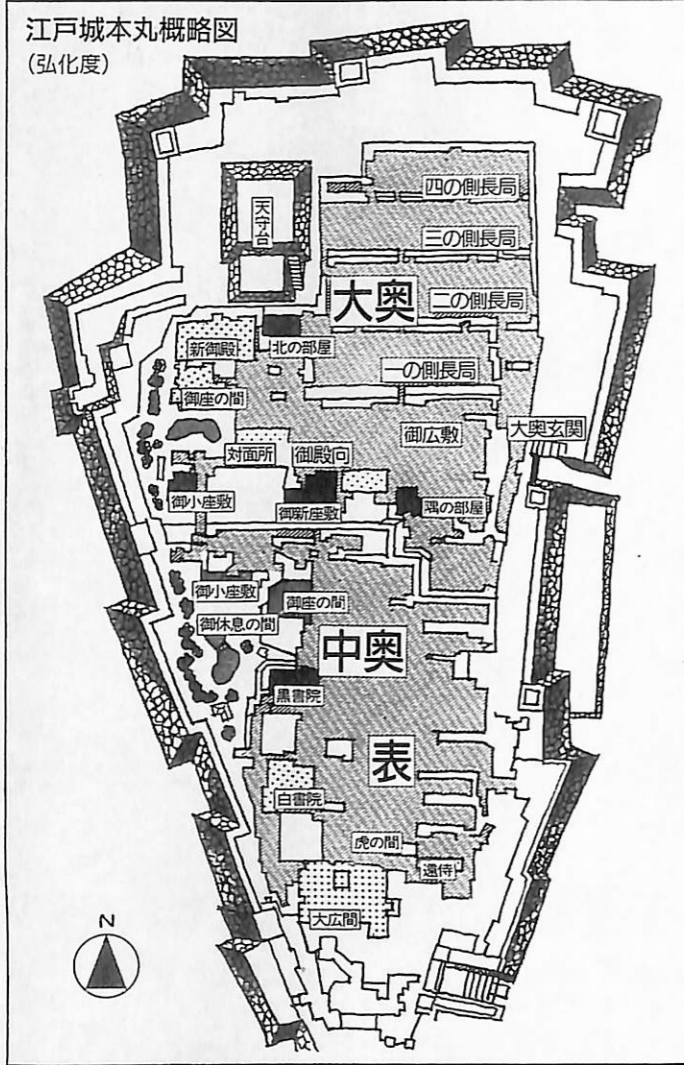 江戸城本丸概略図
(弘化度)
天守台
四の側長局
三の側長局
二の側長局
大奥
新御殿
北の部屋
一の側長局
御座の間
御広敷
大奥玄関
対面所
御殿向
御小座敷
御新座敷
隅の部屋
御小座敷
御座の間
御休息の間
中奥
黒書院
表
白書院
虎の間
遠侍
大広間
N